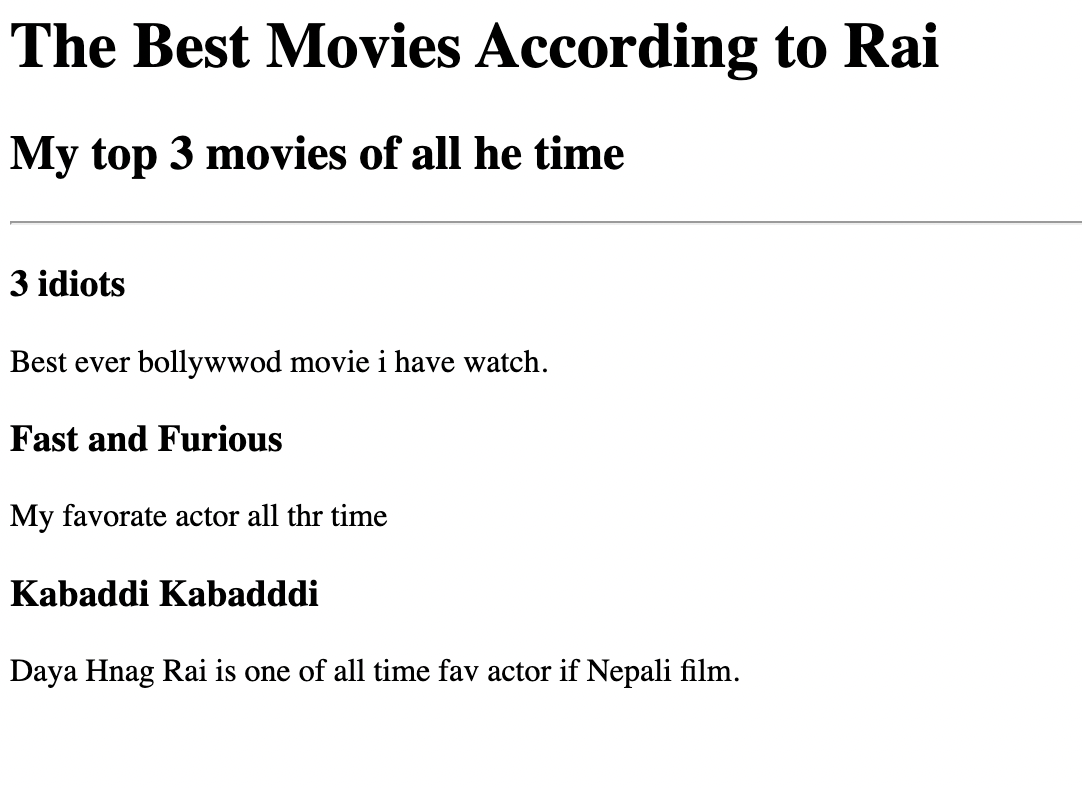 The Best Movies According to Rai
My top 3 movies of all he time
3 idiots
Best ever bollywwod movie i have watch.
Fast and Furious
My favorate actor all thr time
Kabaddi Kabadddi
Daya Hnag Rai is one of all time fav actor if Nepali film.